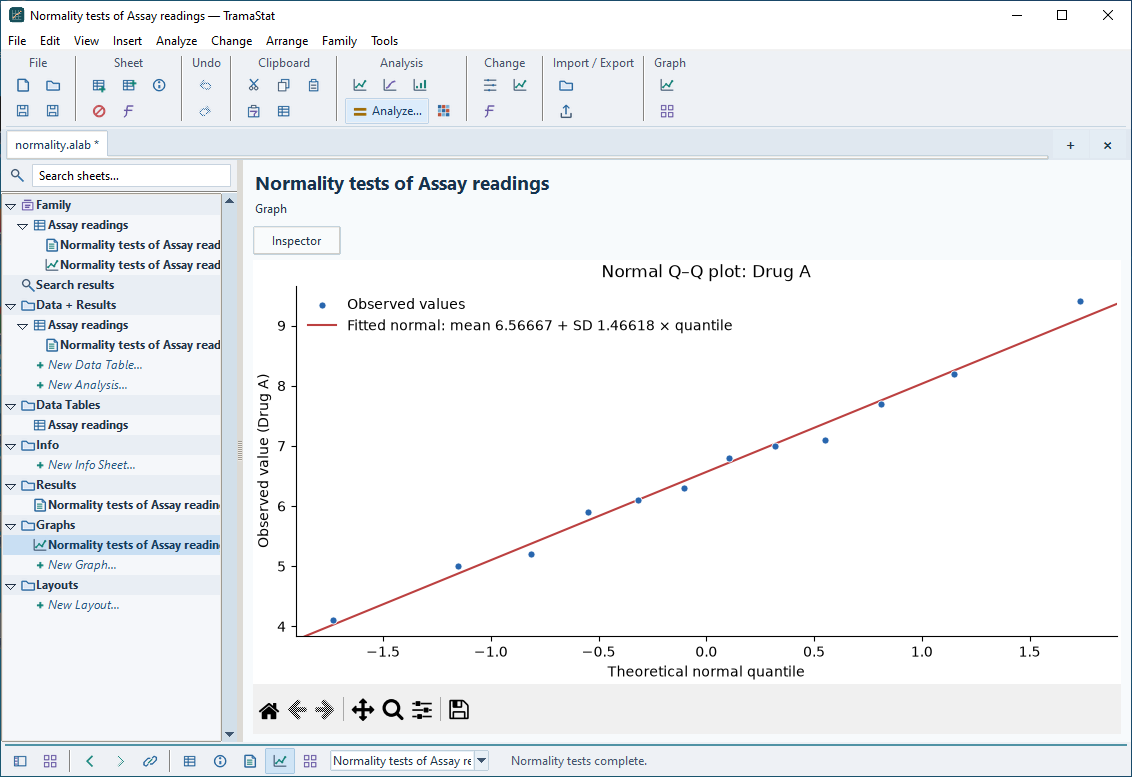 Normality tests of Assay readings — TramaStat
File Edit View Insert Analyze Change Arrange Family Tools
File Sheet Undo Clipboard Analysis Change Import / Export Graph
Analyze...
normality.alab *
Search sheets...
Family
Assay readings
Normality tests of Assay read
Normality tests of Assay read
Search results
Data + Results
Assay readings
Normality tests of Assay read
+ New Data Table...
+ New Analysis...
Data Tables
Assay readings
Info
+ New Info Sheet...
Results
Normality tests of Assay readin
Graphs
Normality tests of Assay readin
+ New Graph...
Layouts
+ New Layout...
Normality tests of Assay readings
Graph
Inspector
Normal Q–Q plot: Drug A
Observed values
Fitted normal: mean 6.56667 + SD 1.46618 × quantile
Observed value (Drug A)
9
8
7
6
5
4
−1.5 −1.0 −0.5 0.0 0.5 1.0 1.5
Theoretical normal quantile
Normality tests of Assay re
Normality tests complete.